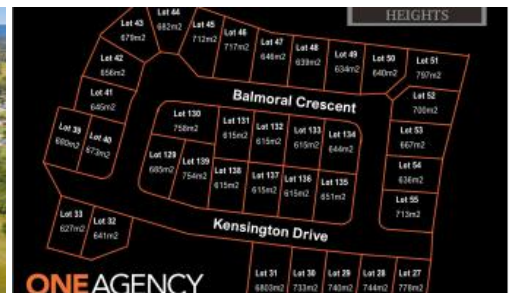 HEIGHTS
Lot 43
679m2
Lot 44
682m2
Lot 45
712m2
Lot 46
717m2
Lot 47
646m2
Lot 48
639m2
Lot 49
634m2
Lot 50
640m2
Lot 51
797m2
Lot 42
656m2
Lot 41
645m2
Lot 39
660m2
Lot 40
673m2
Balmoral Crescent
Lot 52
700m2
Lot 53
667m2
Lot 54
636m2
Lot 55
713m2
Lot 130
758m2
Lot 131
615m2
Lot 132
615m2
Lot 133
615m2
Lot 134
644m2
Lot 129
685m2
Lot 139
754m2
Lot 138
615m2
Lot 137
615m2
Lot 136
615m2
Lot 135
651m2
Lot 33
627m2
Lot 32
641m2
Kensington Drive
Lot 31
6803m2
Lot 30
733m2
Lot 29
740m2
Lot 28
744m2
Lot 27
778m2
ONEAGENCY